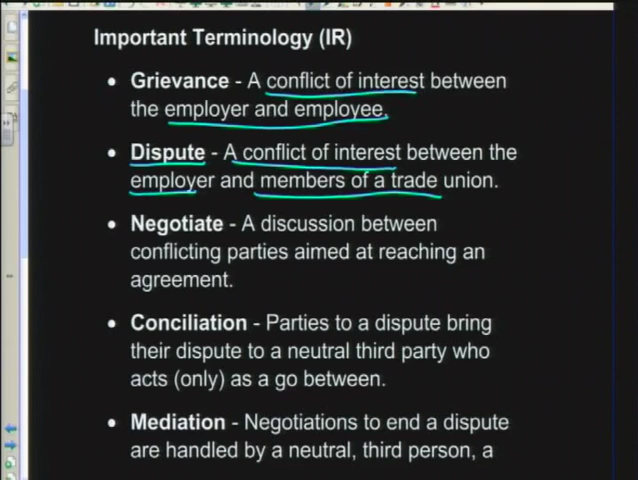 Important Terminology (IR)
• Grievance - A conflict of interest between
the employer and employee.
• Dispute - A conflict of interest between the
employer and members of a trade union.
• Negotiate - A discussion between
conflicting parties aimed at reaching an
agreement.
• Conciliation - Parties to a dispute bring
their dispute to a neutral third party who
acts (only) as a go between.
• Mediation - Negotiations to end a dispute
are handled by a neutral, third person, a